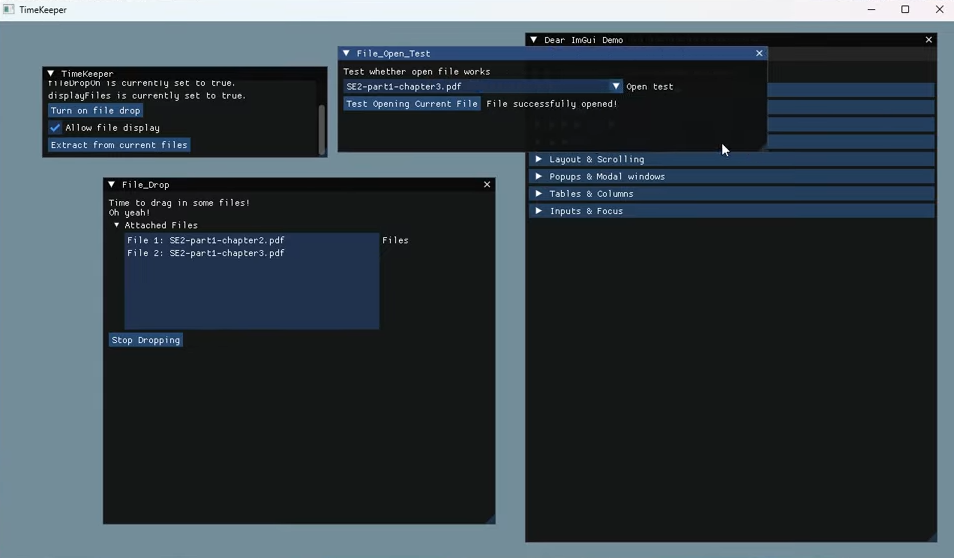 TimeKeeper
TimeKeeper
fileDropOn is currently set to true.
displayFiles is currently set to true.
Turn on file drop
Allow file display
Extract from current files
File_Open_Test
Test whether open file works
SE2-part1-chapter3.pdf Open test
Test Opening Current File File successfully opened!
Dear ImGui Demo
Layout & Scrolling
Popups & Modal windows
Tables & Columns
Inputs & Focus
File_Drop
Time to drag in some files!
Oh yeah!
Attached Files
File 1: SE2-part1-chapter2.pdf Files
File 2: SE2-part1-chapter3.pdf
Stop Dropping